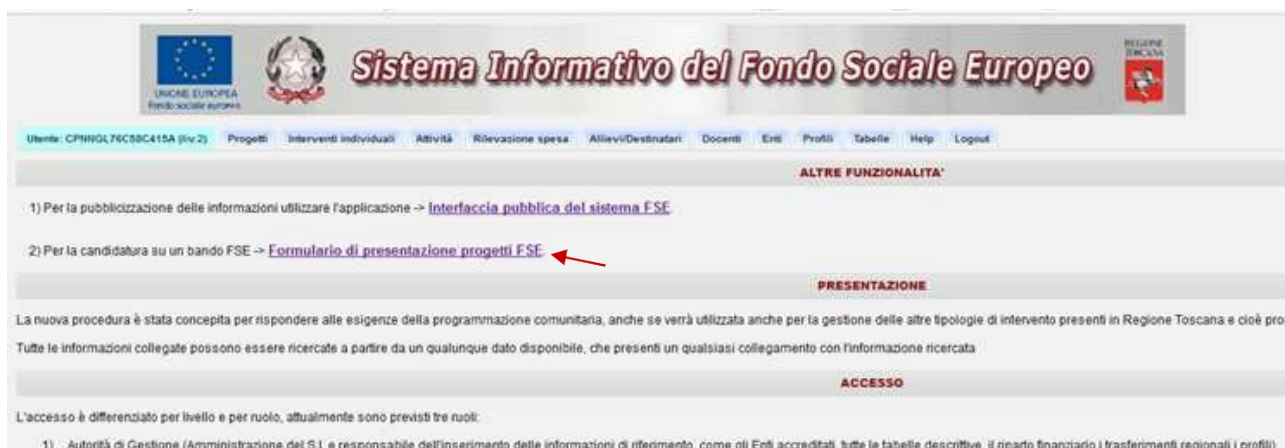 UNIONE EUROPEA
Fondo sociale europeo
Sistema Informativo del Fondo Sociale Europeo
REGIONE
TOSCANA
Utente: CPNNGL76C58C415A (liv:2) Progetti Interventi individuali Attività Rilevazione spesa Allievi/Destinatari Docenti Enti Profili Tabelle Help Logout
ALTRE FUNZIONALITA'
1) Per la pubblicizzazione delle informazioni utilizzare l'applicazione -> Interfaccia pubblica del sistema FSE.
2) Per la candidatura su un bando FSE -> Formulario di presentazione progetti FSE.
PRESENTAZIONE
La nuova procedura è stata concepita per rispondere alle esigenze della programmazione comunitaria, anche se verrà utilizzata anche per la gestione delle altre tipologie di intervento presenti in Regione Toscana e cioè pro
Tutte le informazioni collegate possono essere ricercate a partire da un qualunque dato disponibile, che presenti un qualsiasi collegamento con l'informazione ricercata
ACCESSO
L'accesso è differenziato per livello e per ruolo, attualmente sono previsti tre ruoli:
1) Autorità di Gestione (Amministrazione del S.I. e responsabile dell'inserimento delle informazioni di riferimento, come gli Enti accreditati, tutte le tabelle descrittive, il riparto finanziario i trasferimenti regionali i profili)